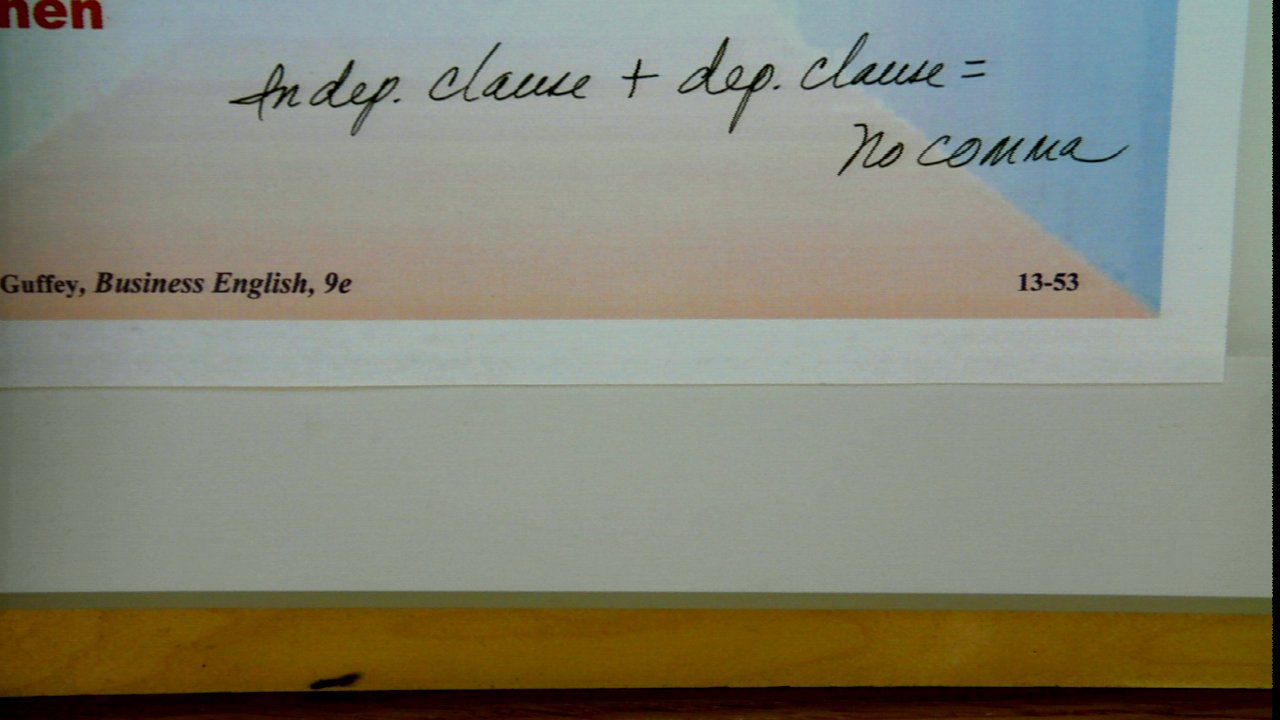 nen
Indep. clause + dep. clause =
no comma
Guffey, Business English, 9e
13-53